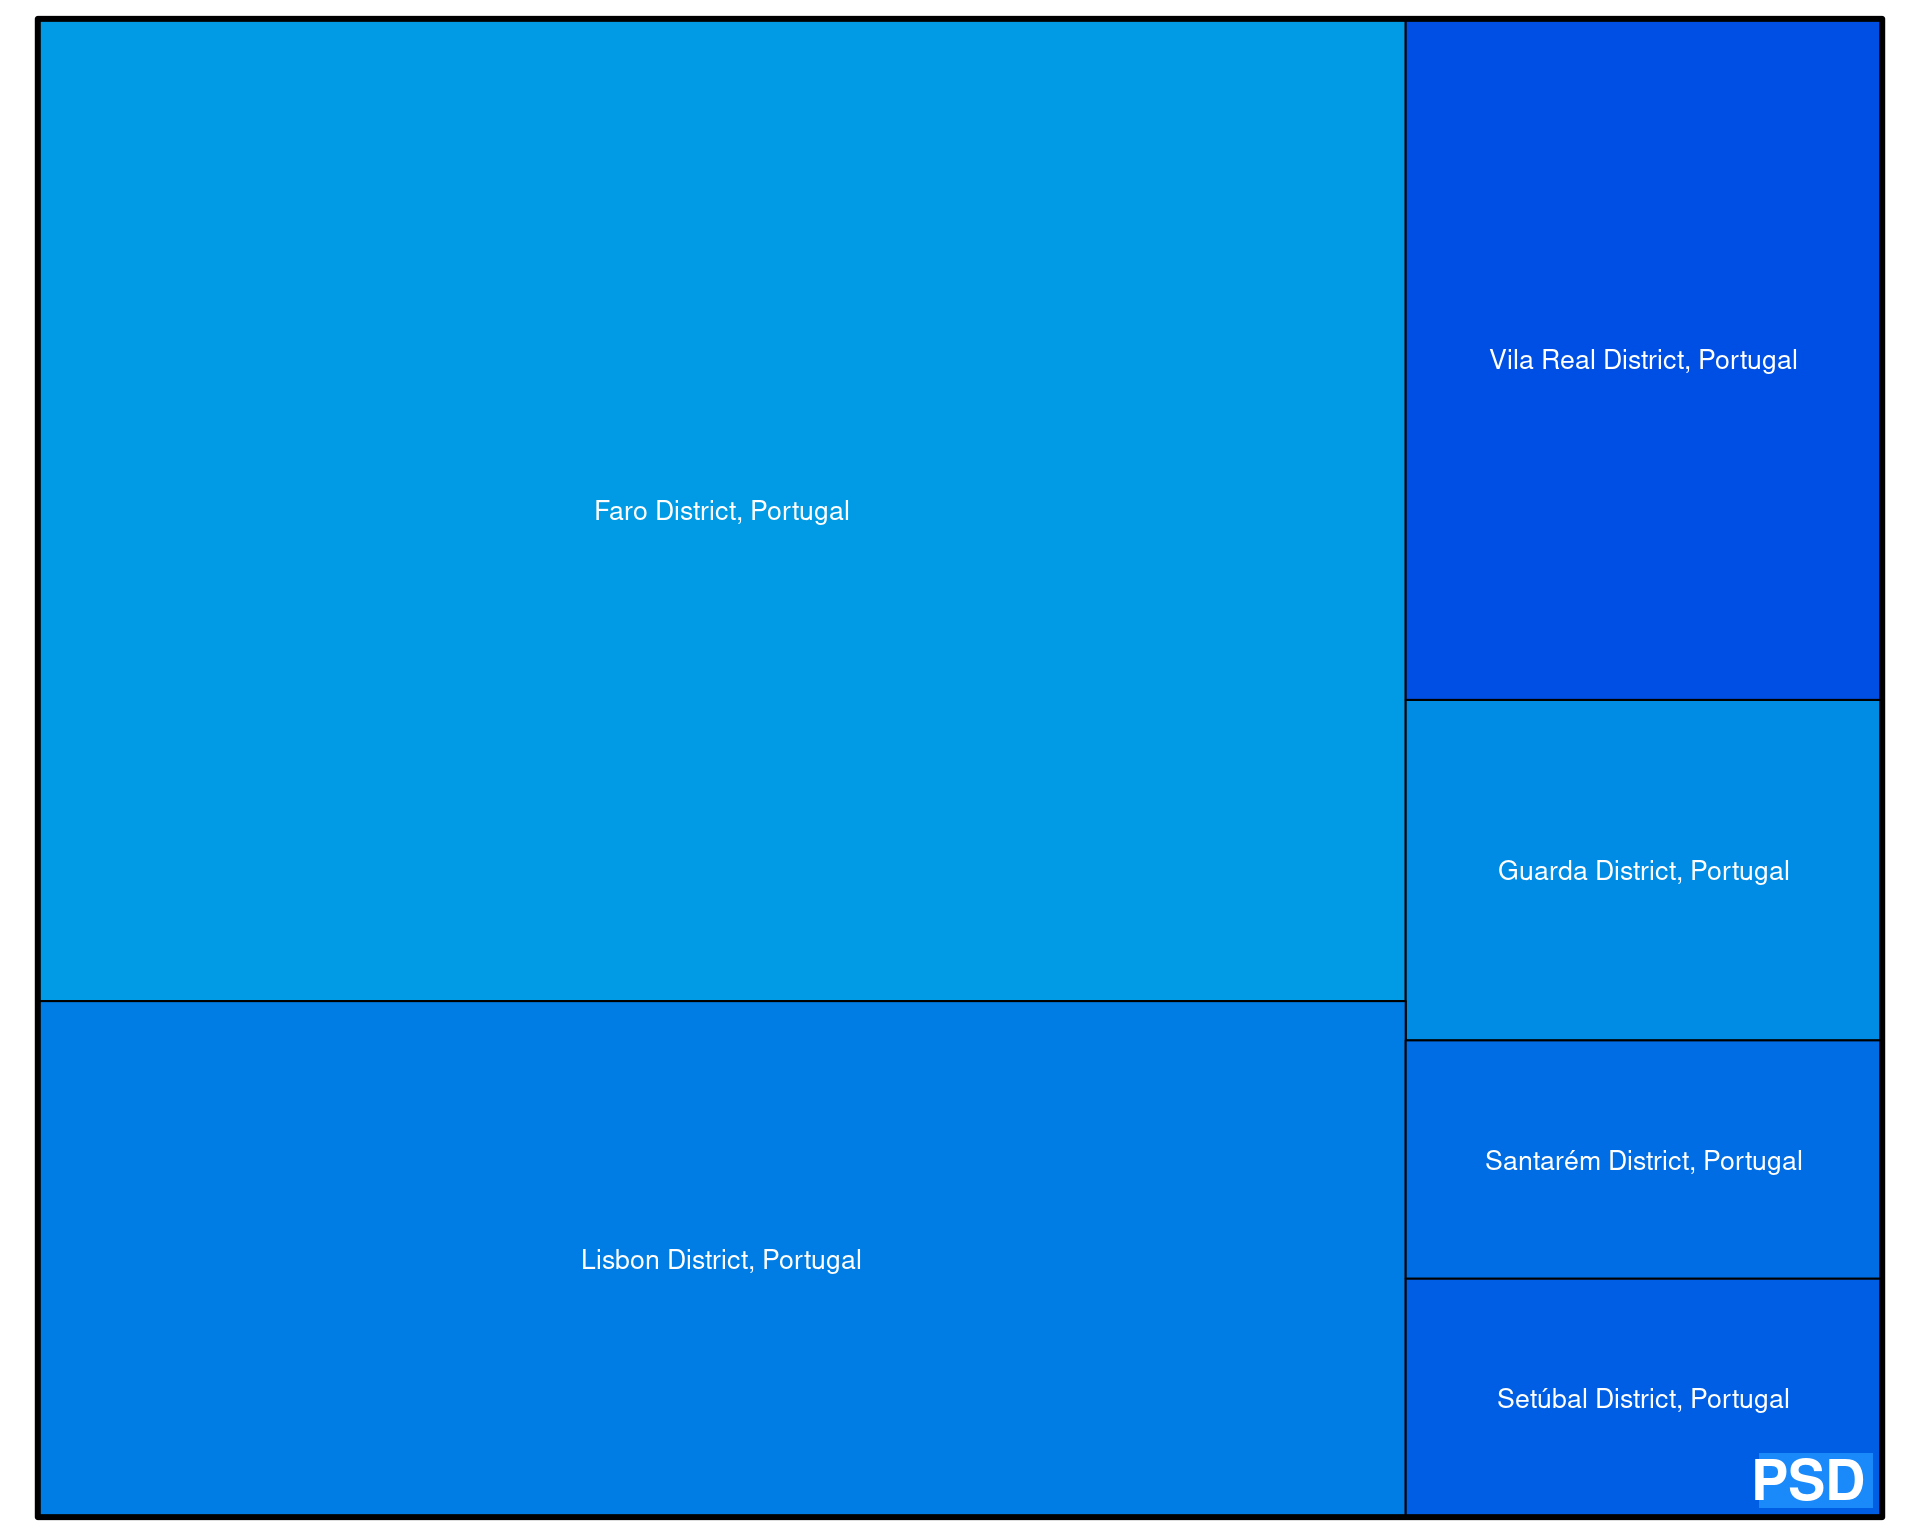 Faro District, Portugal
Lisbon District, Portugal
Vila Real District, Portugal
Guarda District, Portugal
Santarém District, Portugal
Setúbal District, Portugal
PSD